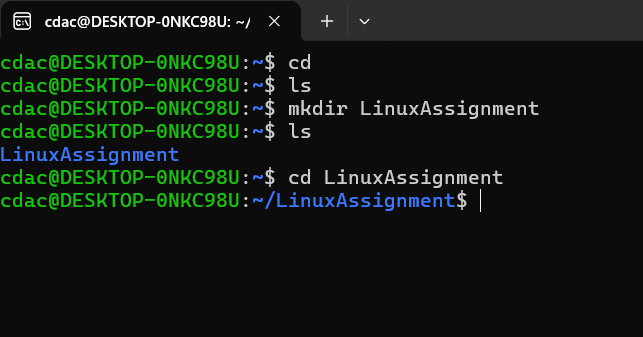 cdac@DESKTOP-0NKC98U: ~/
cdac@DESKTOP-0NKC98U:~$ cd
cdac@DESKTOP-0NKC98U:~$ ls
cdac@DESKTOP-0NKC98U:~$ mkdir LinuxAssignment
cdac@DESKTOP-0NKC98U:~$ ls
LinuxAssignment
cdac@DESKTOP-0NKC98U:~$ cd LinuxAssignment
cdac@DESKTOP-0NKC98U:~/LinuxAssignment$